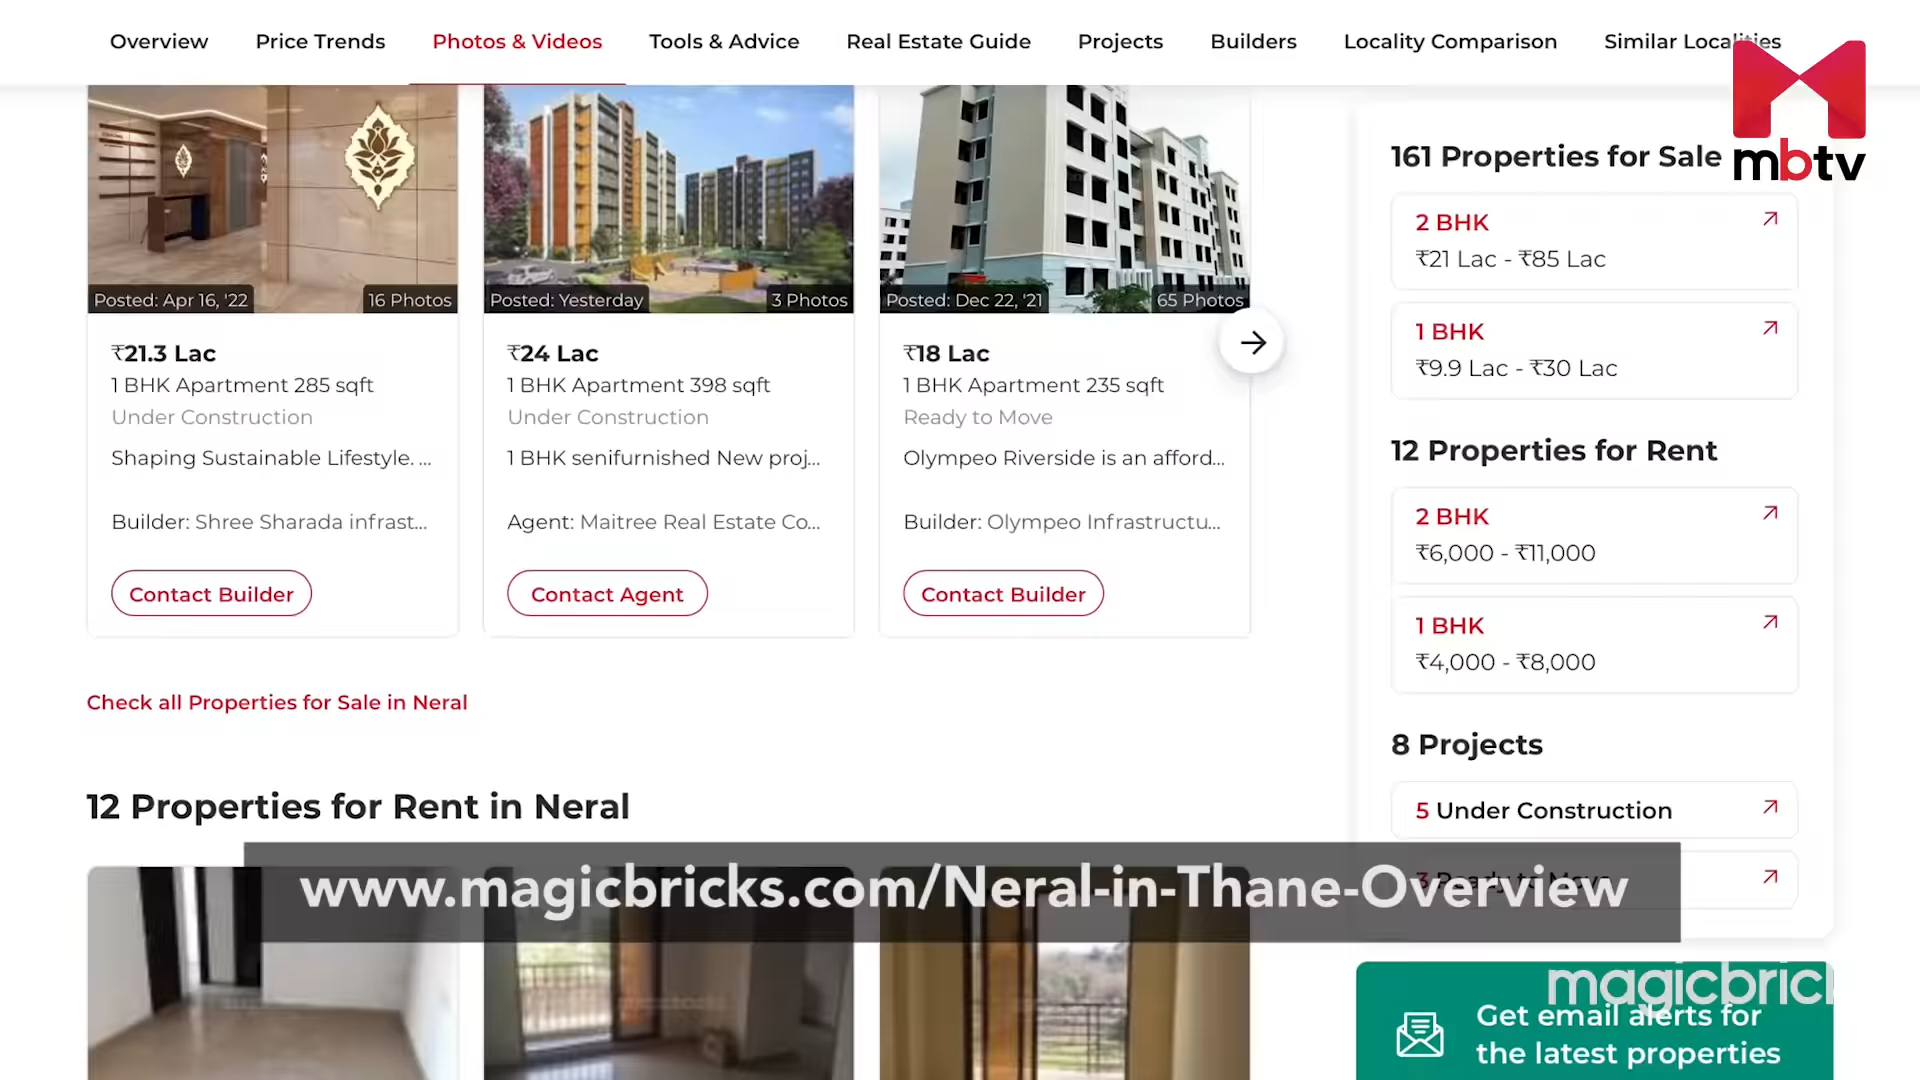 Overview Price Trends Photos & Videos Tools & Advice Real Estate Guide Projects Builders Locality Comparison Similar Localities
mbtv
Posted: Apr 16, '22 16 Photos
₹21.3 Lac
1 BHK Apartment 285 sqft
Under Construction
Shaping Sustainable Lifestyle. ...
Builder: Shree Sharada infrast...
Contact Builder
Posted: Yesterday 3 Photos
₹24 Lac
1 BHK Apartment 398 sqft
Under Construction
1 BHK senifurnished New proj...
Agent: Maitree Real Estate Co...
Contact Agent
Posted: Dec 22, '21 65 Photos
₹18 Lac
1 BHK Apartment 235 sqft
Ready to Move
Olympeo Riverside is an afford...
Builder: Olympeo Infrastructu...
Contact Builder
Check all Properties for Sale in Neral
12 Properties for Rent in Neral
161 Properties for Sale
2 BHK
₹21 Lac - ₹85 Lac
1 BHK
₹9.9 Lac - ₹30 Lac
12 Properties for Rent
2 BHK
₹6,000 - ₹11,000
1 BHK
₹4,000 - ₹8,000
8 Projects
5 Under Construction
3 Ready to Move
www.magicbricks.com/Neral-in-Thane-Overview
magicbrick
Get email alerts for
the latest properties